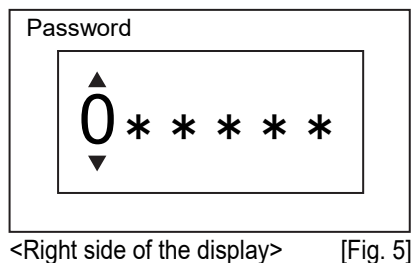 Password
0*****
<Right side of the display> [Fig. 5]